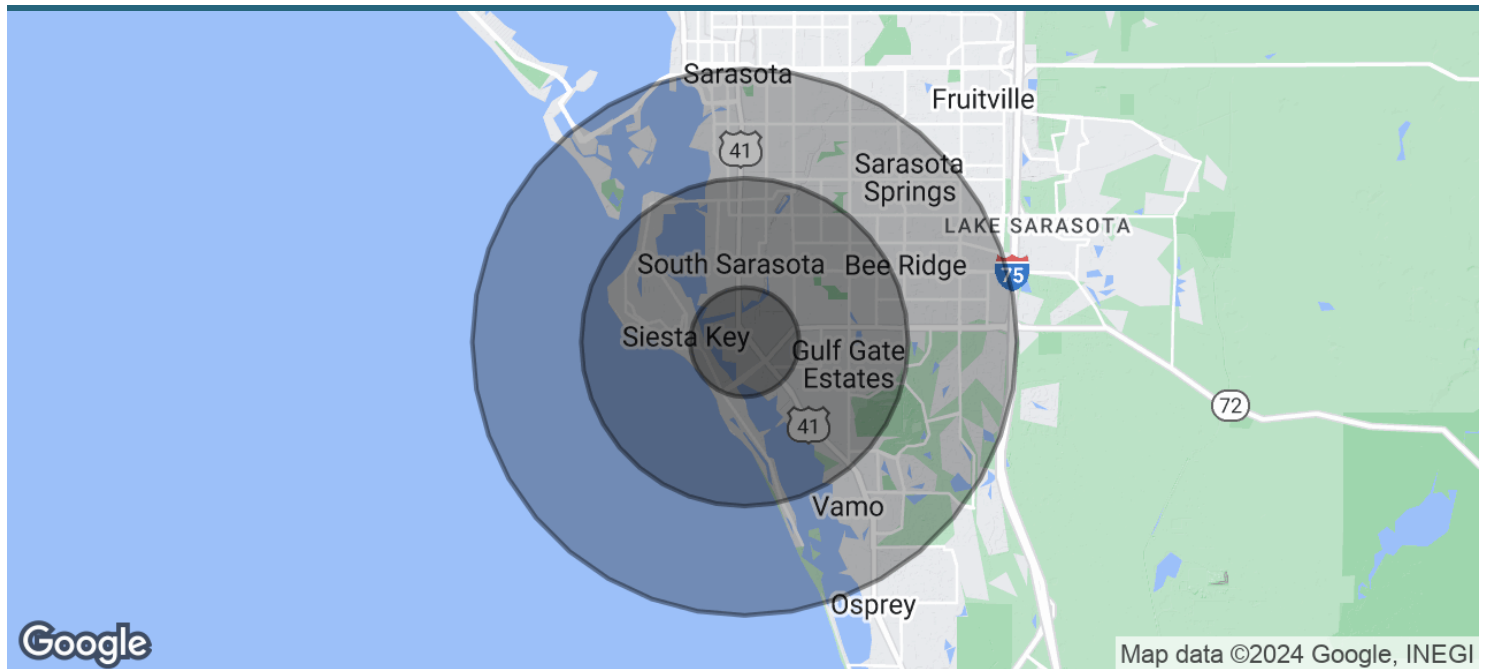 Sarasota
Fruitville
41
Sarasota
Springs
LAKE SARASOTA
South Sarasota
Bee Ridge
75
Siesta Key
Gulf Gate
Estates
72
41
Vamo
Osprey
Google
Map data ©2024 Google, INEGI